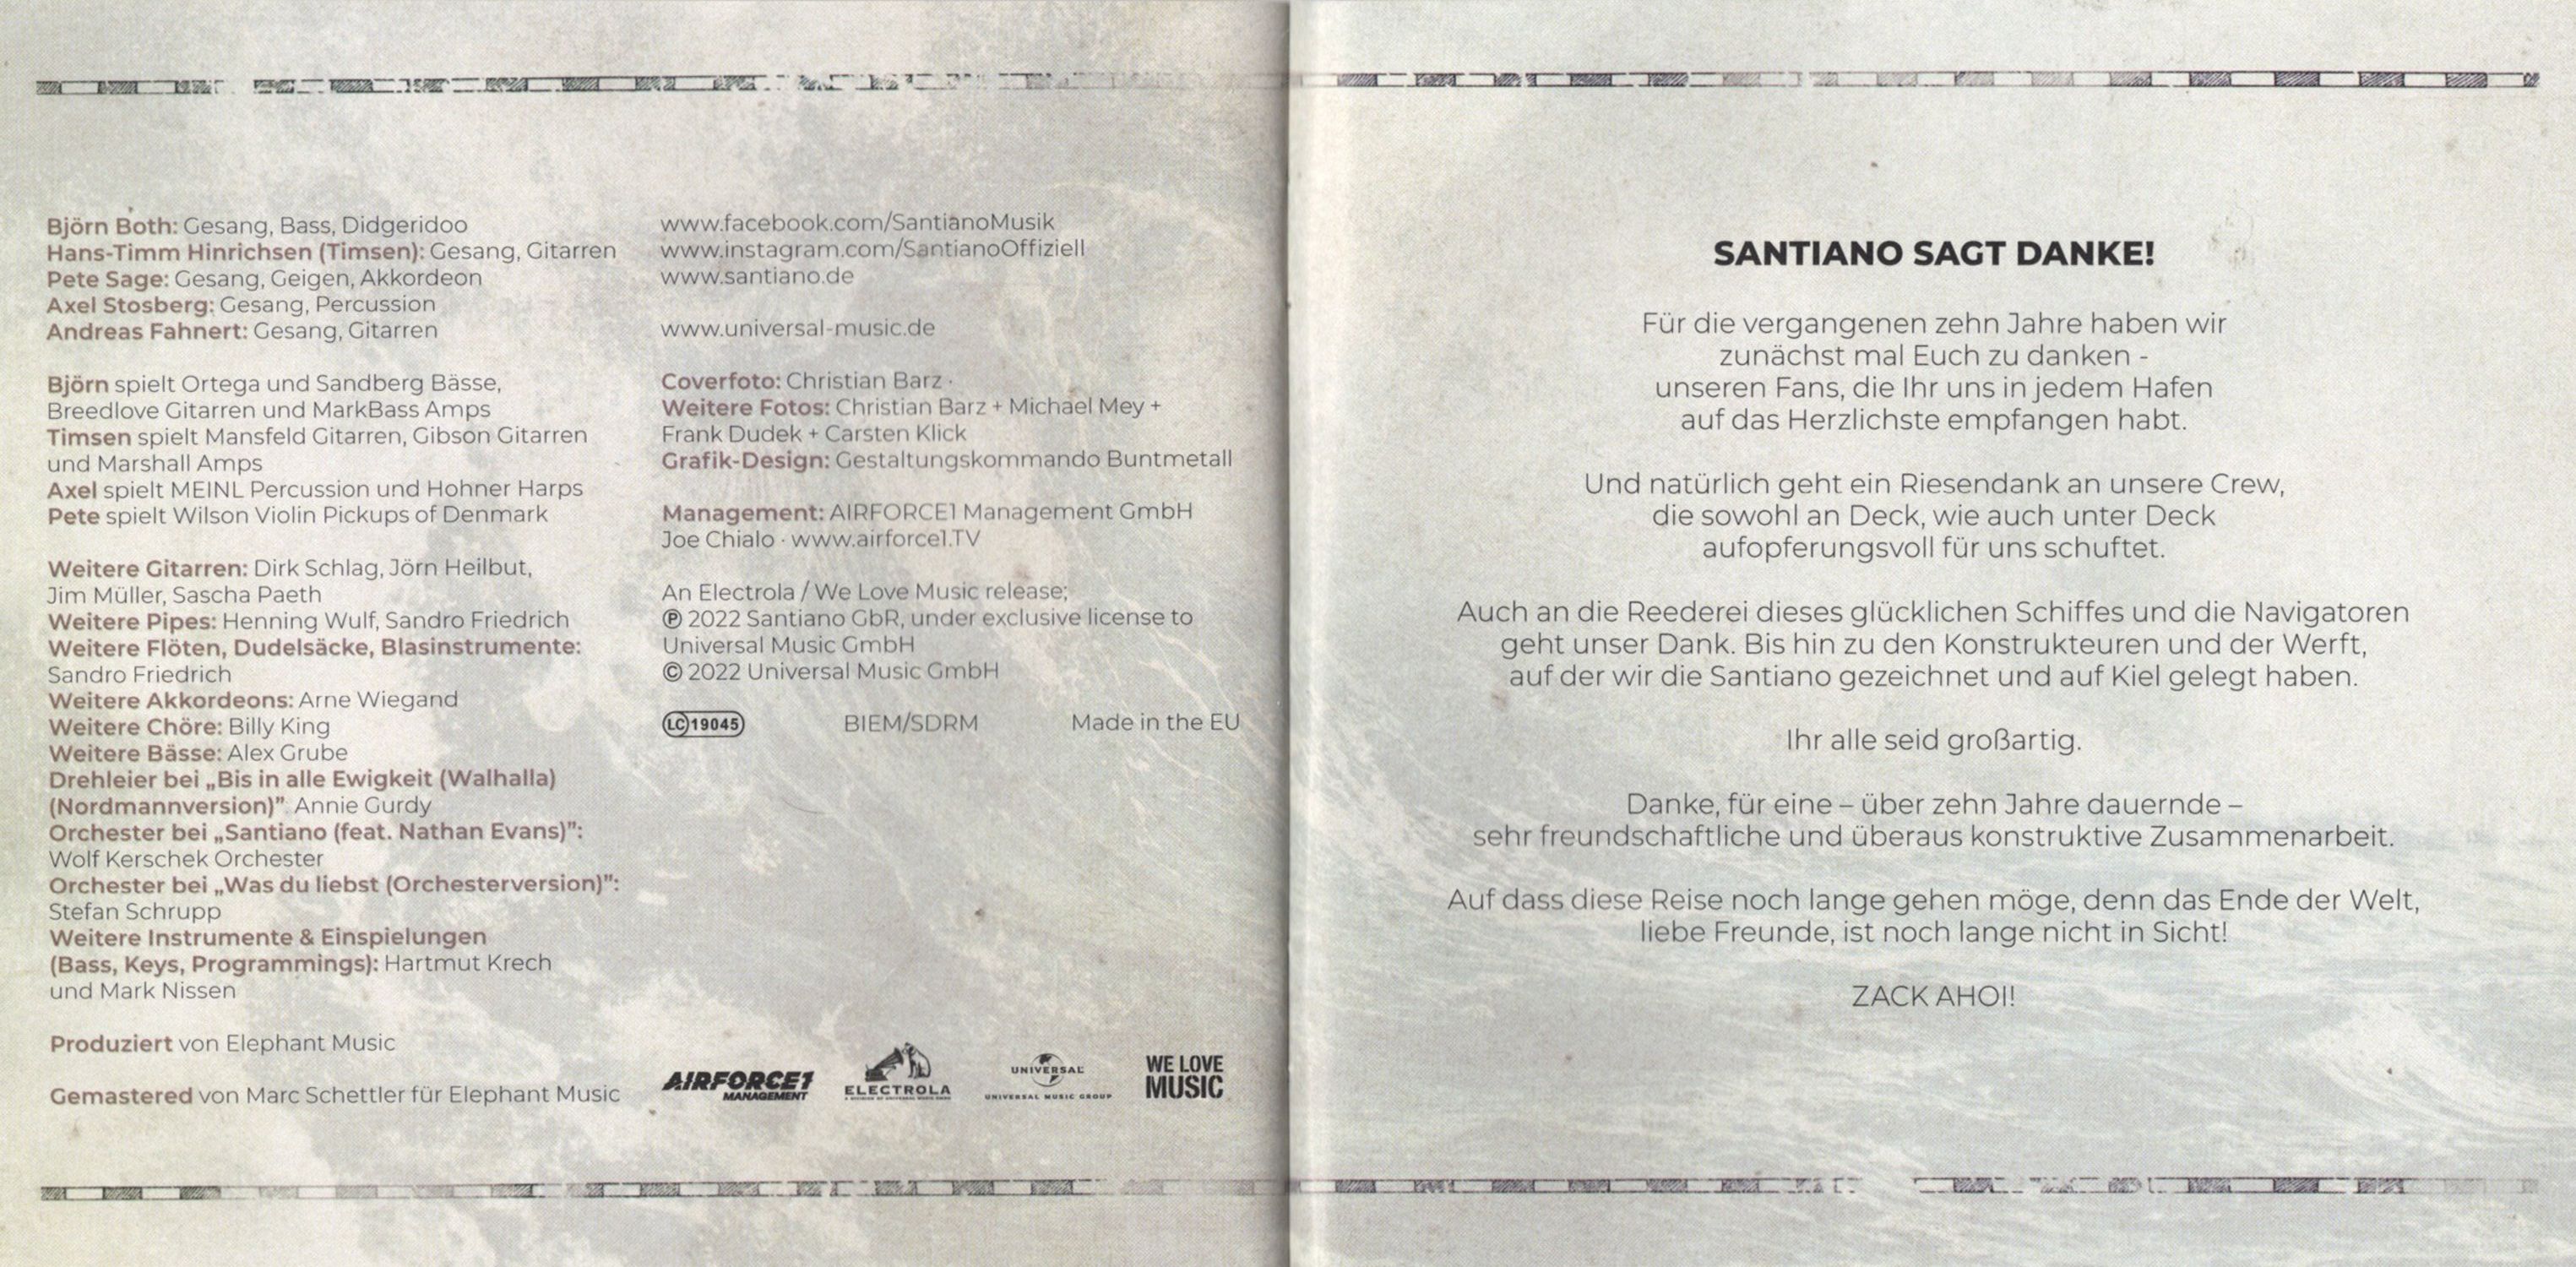 Björn Both: Gesang, Bass, Didgeridoo
Hans-Timm Hinrichsen (Timsen): Gesang, Gitarren
Pete Sage: Gesang, Geigen, Akkordeon
Axel Stosberg: Gesang, Percussion
Andreas Fahnert: Gesang, Gitarren
Björn spielt Ortega und Sandberg Bässe,
Breedlove Gitarren und MarkBass Amps
Timsen spielt Mansfeld Gitarren, Gibson Gitarren
und Marshall Amps
Axel spielt MEINL Percussion und Hohner Harps
Pete spielt Wilson Violin Pickups of Denmark
Weitere Gitarren: Dirk Schlag, Jörn Heilbut,
Jim Müller, Sascha Paeth
Weitere Pipes: Henning Wulf, Sandro Friedrich
Weitere Flöten, Dudelsäcke, Blasinstrumente:
Sandro Friedrich
Weitere Akkordeons: Arne Wiegand
Weitere Chöre: Billy King
Weitere Bässe: Alex Grube
Drehleier bei „Bis in alle Ewigkeit (Walhalla)
(Nordmannversion)”. Annie Gurdy
Orchester bei „Santiano (feat. Nathan Evans)”:
Wolf Kerschek Orchester
Orchester bei „Was du liebst (Orchesterversion)”:
Stefan Schrupp
Weitere Instrumente & Einspielungen
(Bass, Keys, Programmings): Hartmut Krech
und Mark Nissen
Produziert von Elephant Music
Gemastered von Marc Schettler für Elephant Music
www.facebook.com/SantianoMusik
www.instagram.com/SantianoOffiziell
www.santiano.de
www.universal-music.de
Coverfoto: Christian Barz ·
Weitere Fotos: Christian Barz + Michael Mey +
Frank Dudek + Carsten Klick
Grafik-Design: Gestaltungskommando Buntmetall
Management: AIRFORCE1 Management GmbH
Joe Chialo · www.airforce1.TV
An Electrola / We Love Music release;
℗ 2022 Santiano GbR, under exclusive license to
Universal Music GmbH
© 2022 Universal Music GmbH
LC 19045 BIEM/SDRM Made in the EU
AIRFORCE1
MANAGEMENT
ELECTROLA
UNIVERSAL
UNIVERSAL MUSIC GROUP
WE LOVE
MUSIC
SANTIANO SAGT DANKE!
Für die vergangenen zehn Jahre haben wir
zunächst mal Euch zu danken -
unseren Fans, die Ihr uns in jedem Hafen
auf das Herzlichste empfangen habt.
Und natürlich geht ein Riesendank an unsere Crew,
die sowohl an Deck, wie auch unter Deck
aufopferungsvoll für uns schuftet.
Auch an die Reederei dieses glücklichen Schiffes und die Navigatoren
geht unser Dank. Bis hin zu den Konstrukteuren und der Werft,
auf der wir die Santiano gezeichnet und auf Kiel gelegt haben.
Ihr alle seid großartig.
Danke, für eine – über zehn Jahre dauernde –
sehr freundschaftliche und überaus konstruktive Zusammenarbeit.
Auf dass diese Reise noch lange gehen möge, denn das Ende der Welt,
liebe Freunde, ist noch lange nicht in Sicht!
ZACK AHOI!